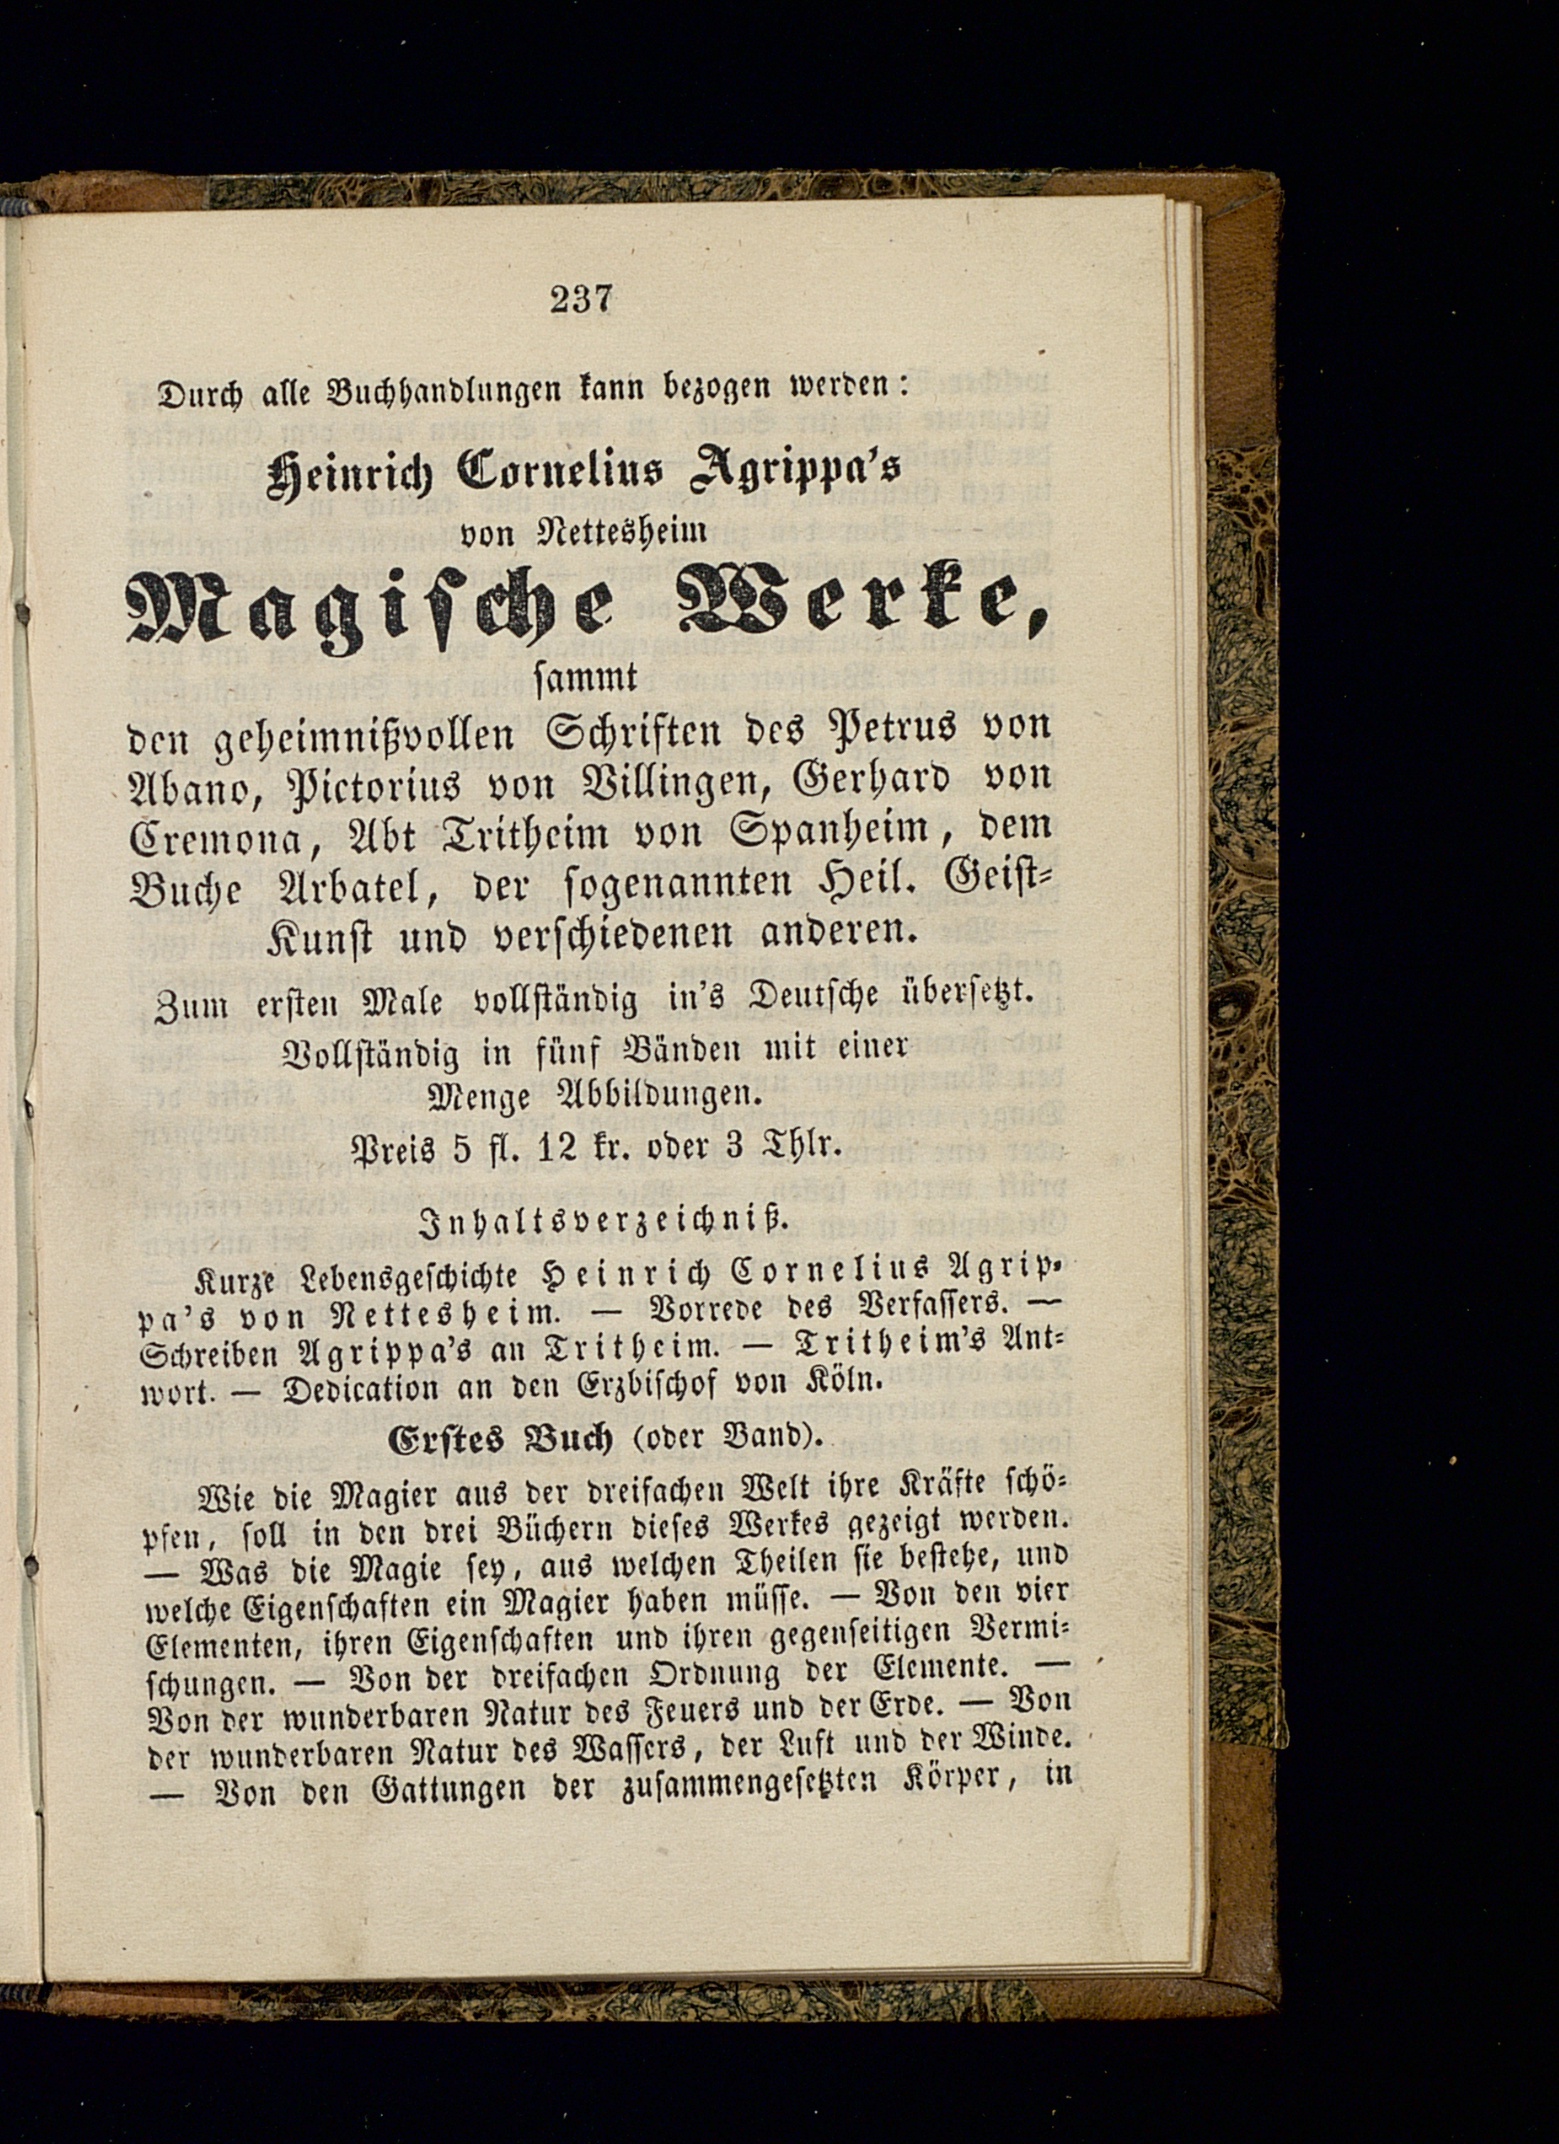 237
Durch alle Buchhandlungen kann bezogen werden:
Heinrich Cornelius Agrippa's
von Nettesheim
Magische Werke,
sammt
den geheimnißvollen Schriften des Petrus von
Abano, Pictorius von Villingen, Gerhard von
Cremona, Abt Tritheim von Spanheim, dem
Buche Arbatel, der sogenannten Heil. Geist-
Kunst und verschiedenen anderen.
Zum ersten Male vollständig in's Deutsche übersetzt.
Vollständig in fünf Bänden mit einer
Menge Abbildungen.
Preis 5 fl. 12 kr. oder 3 Thlr.
Inhaltsverzeichniß.
Kurze Lebensgeschichte Heinrich Cornelius Agrip-
pa's von Nettesheim. — Vorrede des Verfassers. —
Schreiben Agrippa's an Tritheim. — Tritheim's Ant-
wort. — Dedication an den Erzbischof von Köln.
Erstes Buch (oder Band).
Wie die Magier aus der dreifachen Welt ihre Kräfte schö-
pfen, soll in den drei Büchern dieses Werkes gezeigt werden.
— Was die Magie sey, aus welchen Theilen sie bestehe, und
welche Eigenschaften ein Magier haben müsse. — Von den vier
Elementen, ihren Eigenschaften und ihren gegenseitigen Vermi-
schungen. — Von der dreifachen Ordnung der Elemente. —
Von der wunderbaren Natur des Feuers und der Erde. — Von
der wunderbaren Natur des Wassers, der Luft und der Winde.
— Von den Gattungen der zusammengesetzten Körper, in